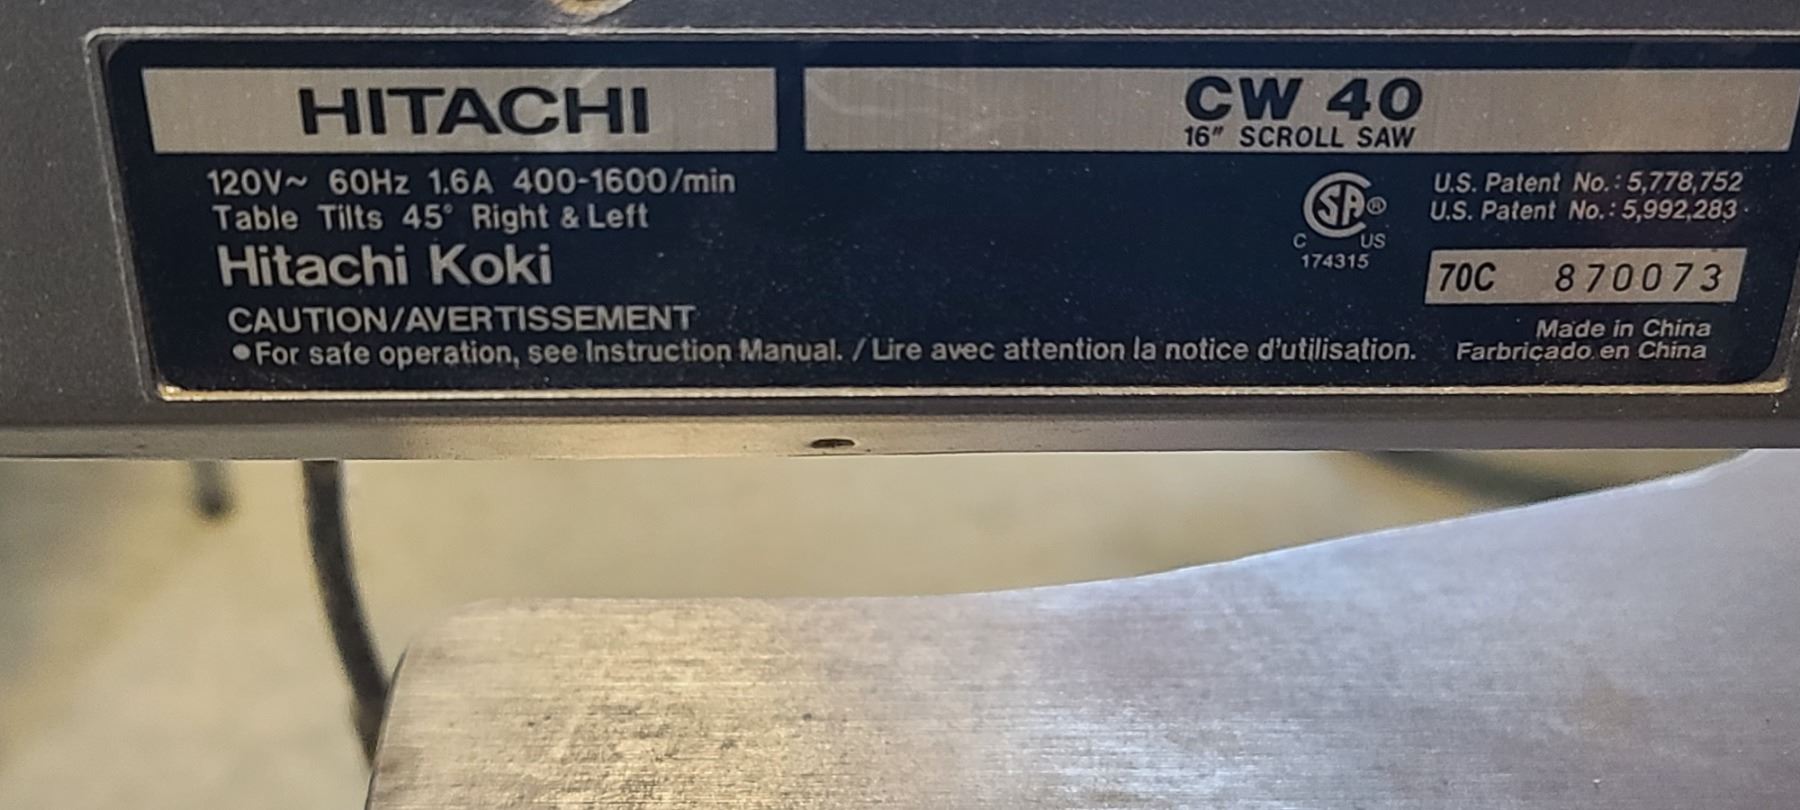 HITACHI
CW 40
16" SCROLL SAW
120V~ 60Hz 1.6A 400-1600/min
Table Tilts 45° Right & Left
Hitachi Koki
CAUTION/AVERTISSEMENT
•For safe operation, see Instruction Manual. / Lire avec attention la notice d'utilisation.
SA®
C US
174315
U.S. Patent No.: 5,778,752
U.S. Patent No.: 5,992,283
70C 870073
Made in China
Farbriçado en China